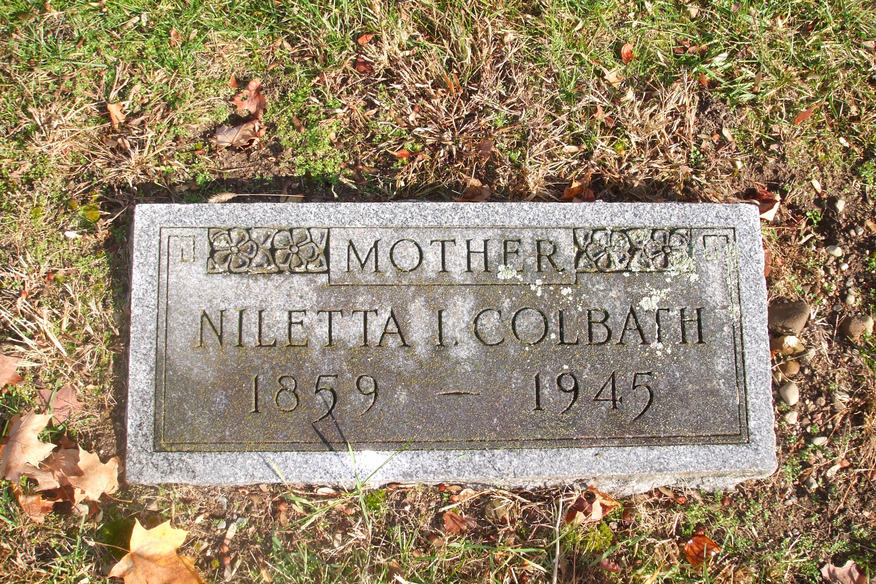 MOTHER
NILETTA I. COLBATH
1859 – 1945